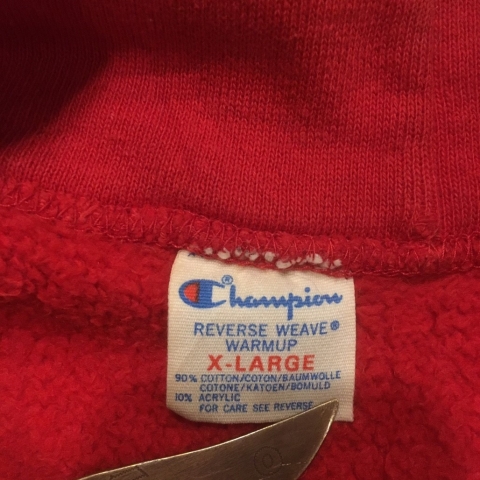 Champion®
REVERSE WEAVE®
WARMUP
X-LARGE
90% COTTON/COTON/BAUMWOLLE
COTONE/KATOEN/BOMULD
10% ACRYLIC
FOR CARE SEE REVERSE